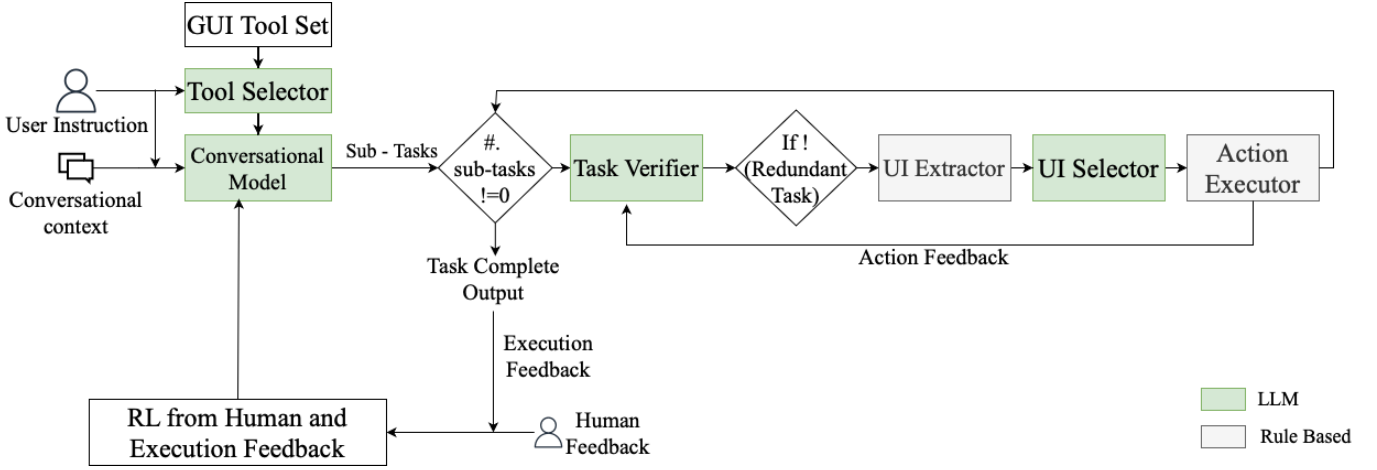 GUI Tool Set
Tool Selector
User Instruction
Conversational
Model
Conversational
context
Sub - Tasks
#.
sub-tasks
!=0
Task Verifier
If !
(Redundant
Task)
UI Extractor
UI Selector
Action
Executor
Action Feedback
Task Complete
Output
Execution
Feedback
RL from Human and
Execution Feedback
Human
Feedback
LLM
Rule Based